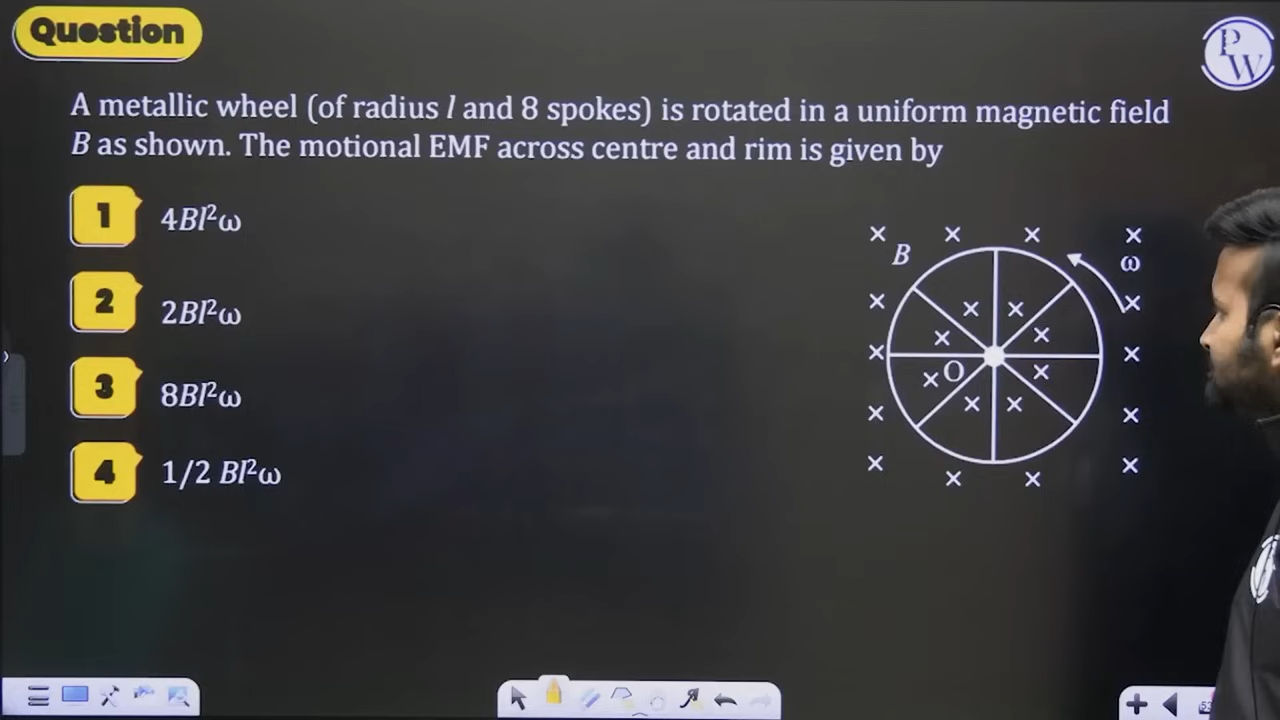 Question
PW
A metallic wheel (of radius l and 8 spokes) is rotated in a uniform magnetic field
B as shown. The motional EMF across centre and rim is given by
1 4Bl²ω
2 2Bl²ω
3 8Bl²ω
4 1/2 Bl²ω
B
ω
O